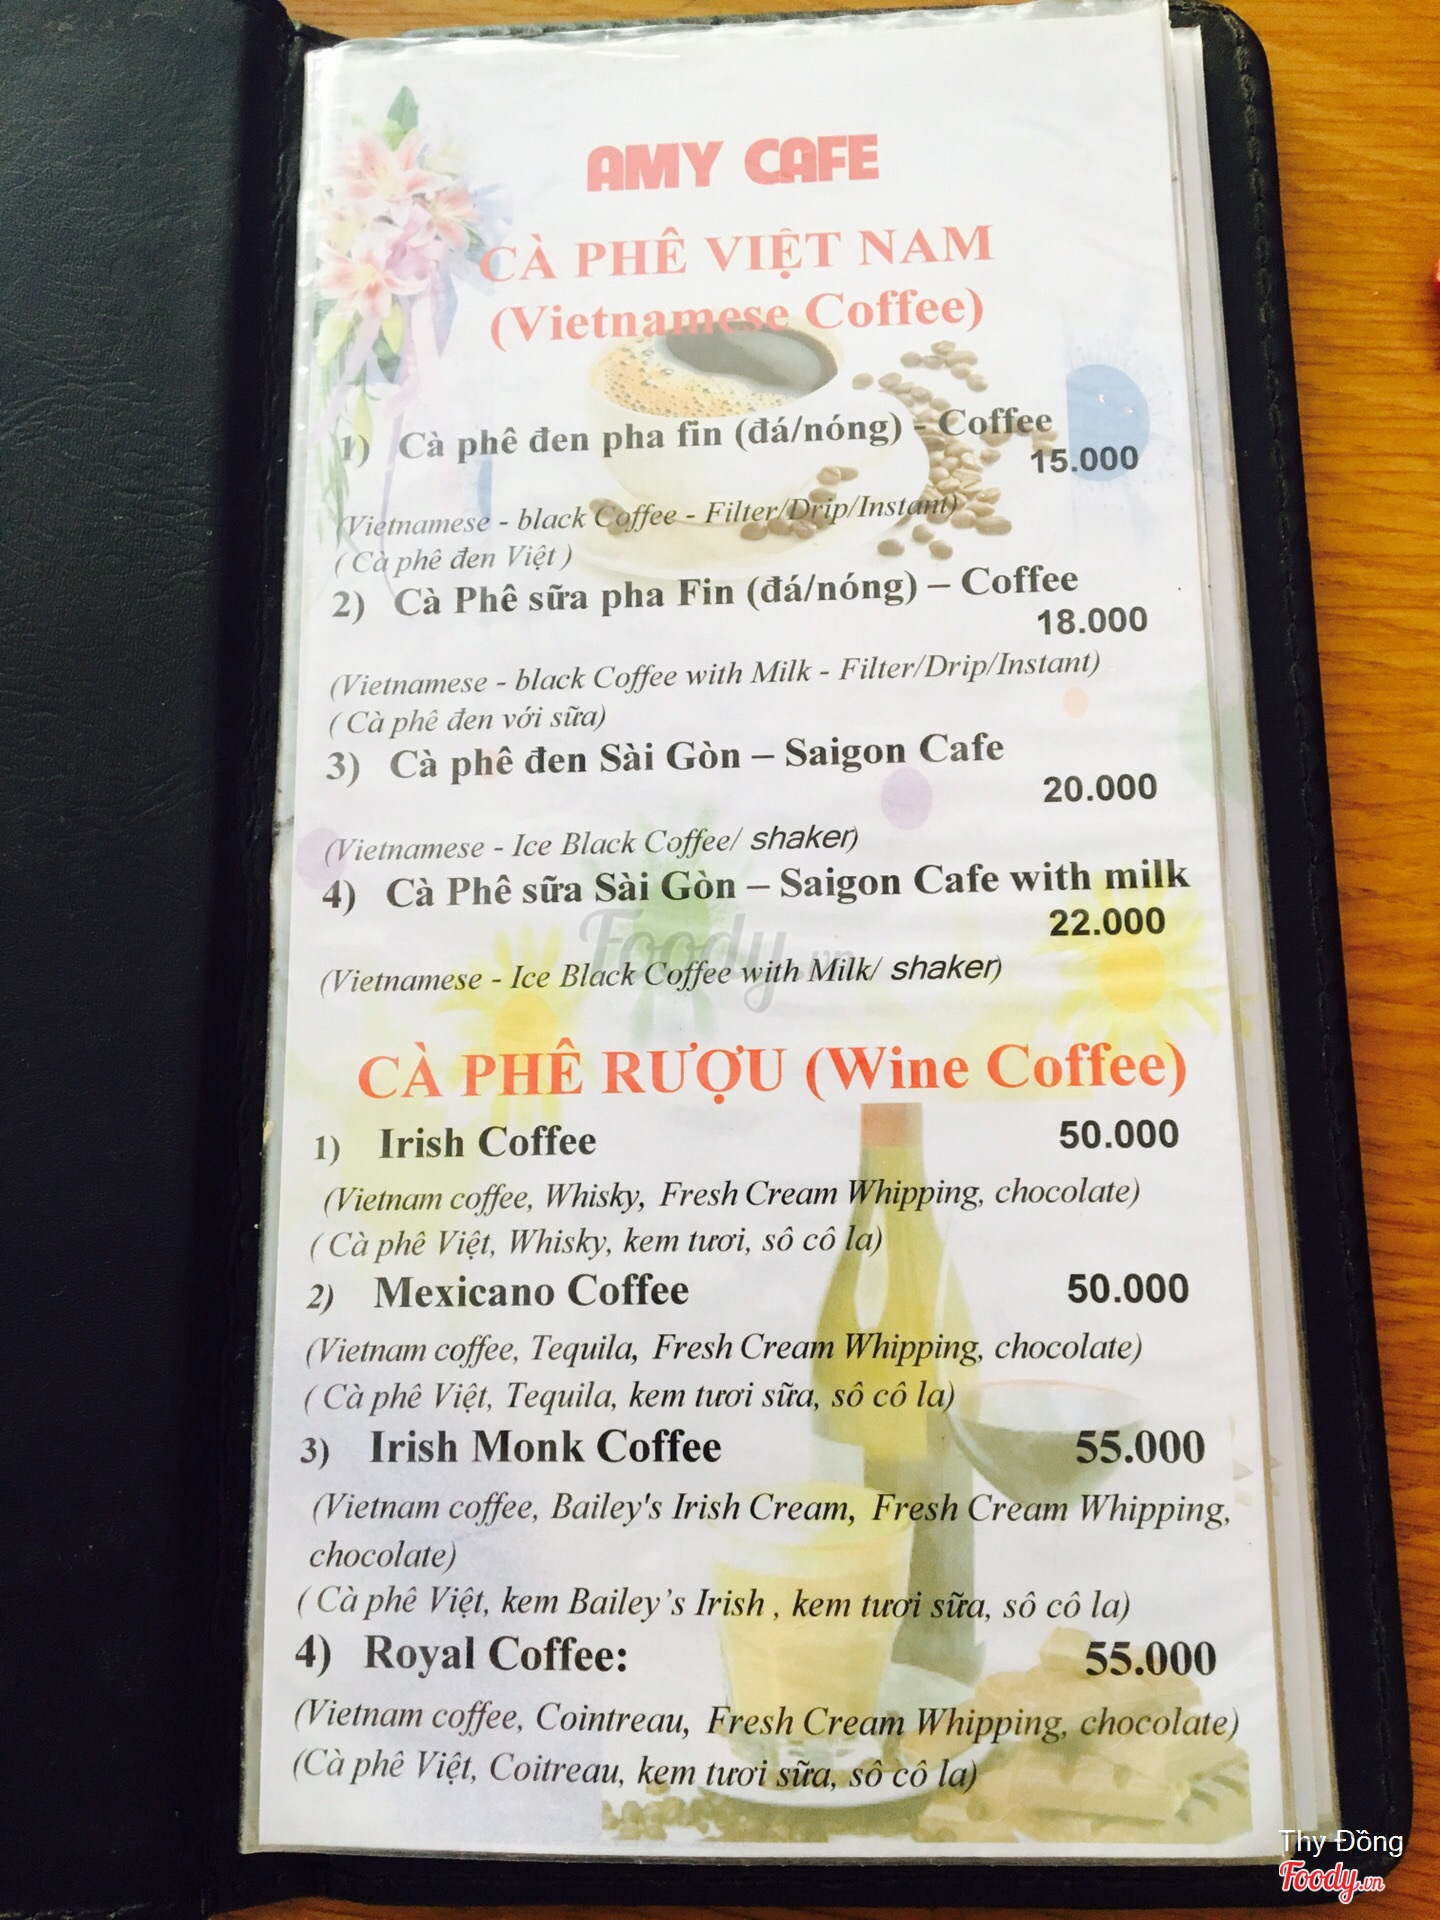 AMY CAFE
CÀ PHÊ VIỆT NAM
(Vietnamese Coffee)
1) Cà phê đen pha fin (đá/nóng) - Coffee
15.000
(Vietnamese - black Coffee - Filter/Drip/Instant)
( Cà phê đen Việt )
2) Cà Phê sữa pha Fin (đá/nóng) – Coffee
18.000
(Vietnamese - black Coffee with Milk - Filter/Drip/Instant)
( Cà phê đen với sữa)
3) Cà phê đen Sài Gòn – Saigon Cafe
20.000
(Vietnamese - Ice Black Coffee/ shaker)
4) Cà Phê sữa Sài Gòn – Saigon Cafe with milk
22.000
Foody.vn
(Vietnamese - Ice Black Coffee with Milk/ shaker)
CÀ PHÊ RƯỢU (Wine Coffee)
1) Irish Coffee 50.000
(Vietnam coffee, Whisky, Fresh Cream Whipping, chocolate)
( Cà phê Việt, Whisky, kem tươi, sô cô la)
2) Mexicano Coffee 50.000
(Vietnam coffee, Tequila, Fresh Cream Whipping, chocolate)
( Cà phê Việt, Tequila, kem tươi sữa, sô cô la)
3) Irish Monk Coffee 55.000
(Vietnam coffee, Bailey's Irish Cream, Fresh Cream Whipping,
chocolate)
( Cà phê Việt, kem Bailey’s Irish , kem tươi sữa, sô cô la)
4) Royal Coffee: 55.000
(Vietnam coffee, Cointreau, Fresh Cream Whipping, chocolate)
(Cà phê Việt, Coitreau, kem tươi sữa, sô cô la)
Thy Đồng
Foody.vn